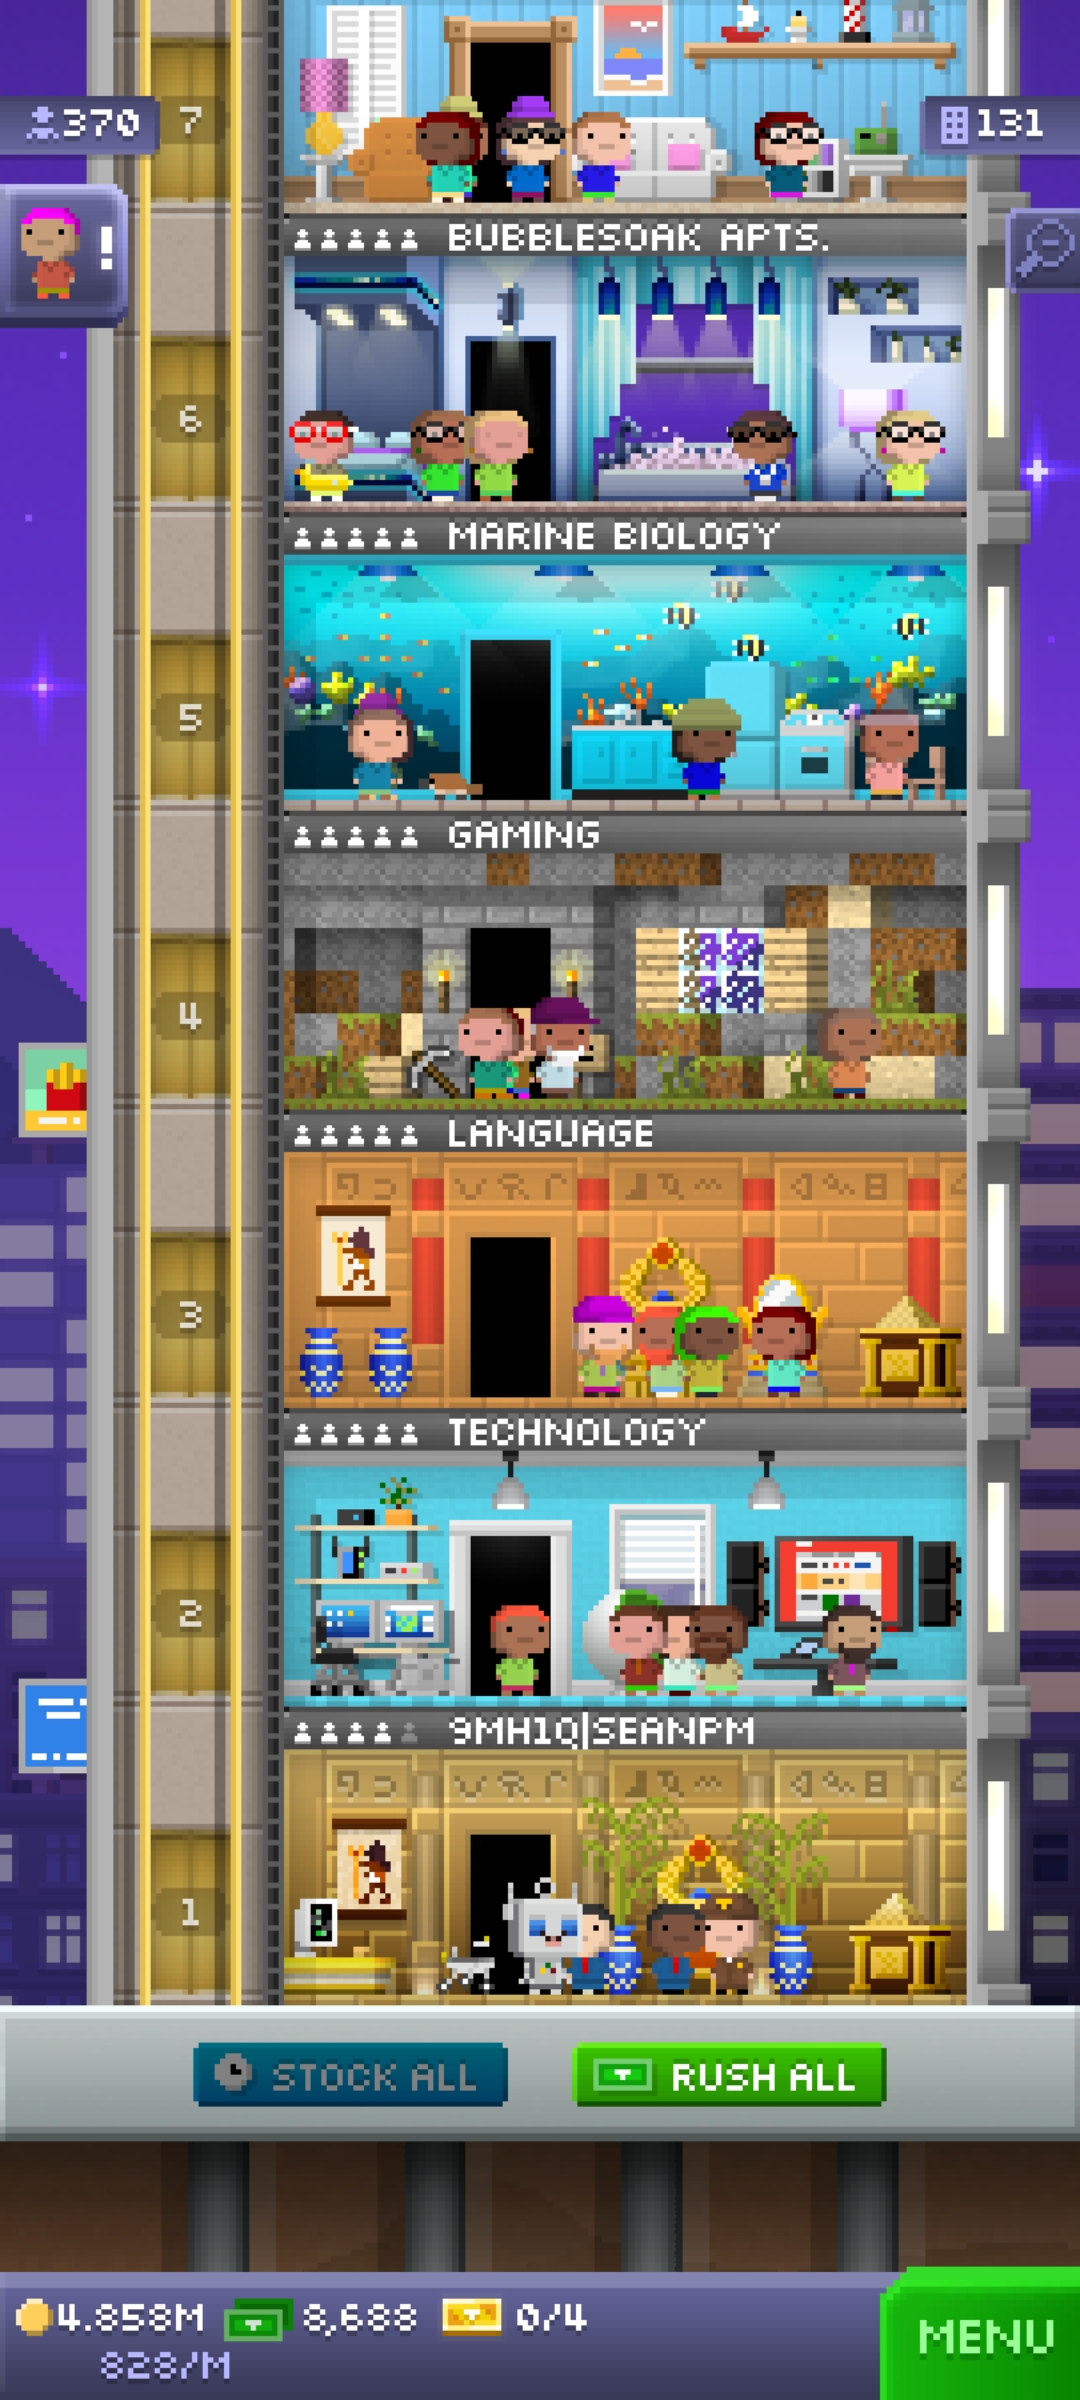 370
7
131
!
BUBBLESOAK APTS.
6
MARINE BIOLOGY
5
GAMING
4
LANGUAGE
3
TECHNOLOGY
2
9MH1Q|SEANPM
1
STOCK ALL
RUSH ALL
4.858M
8,688
0/4
828/M
MENU